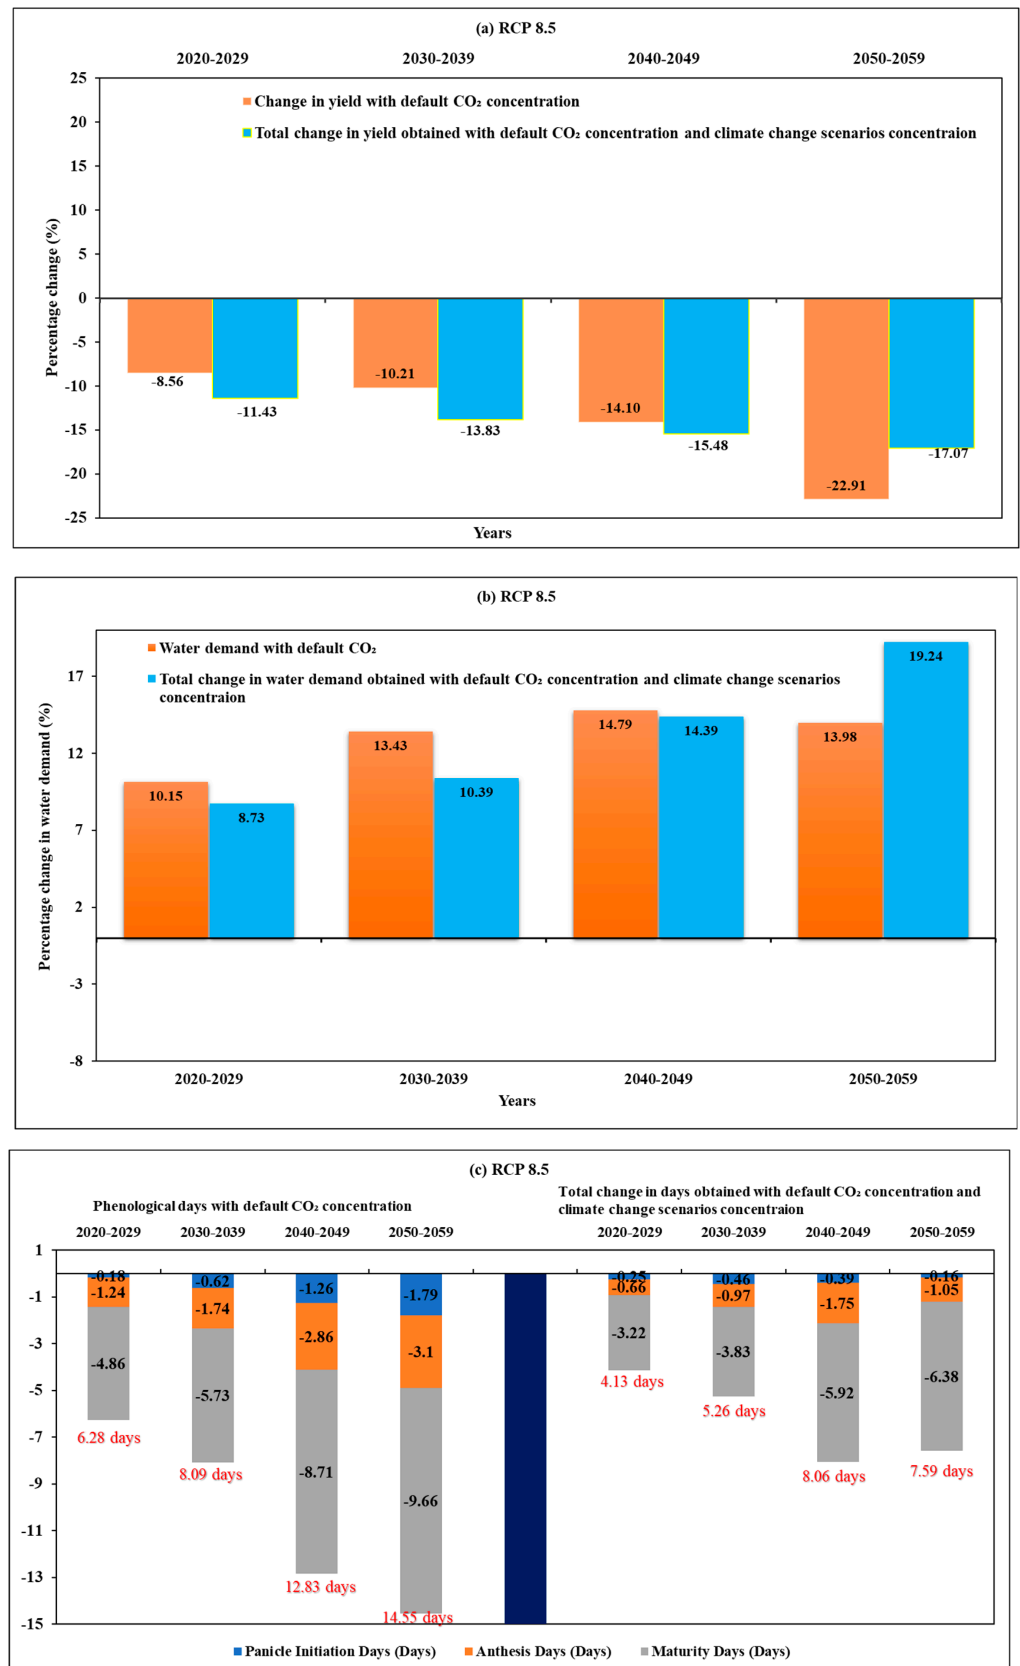 (a) RCP 8.5
2020-2029 2030-2039 2040-2049 2050-2059
25
20
15
10
5
0
-5
-10
-15
-20
-25
Percentage change (%)
Change in yield with default CO₂ concentration
Total change in yield obtained with default CO₂ concentration and climate change scenarios concentraion
-8.56
-11.43
-10.21
-13.83
-14.10
-15.48
-22.91
-17.07
Years
(b) RCP 8.5
Water demand with default CO₂
Total change in water demand obtained with default CO₂ concentration and climate change scenarios
concentraion
17
12
7
2
-3
-8
Percentage change in water demand (%)
10.15
8.73
13.43
10.39
14.79
14.39
13.98
19.24
2020-2029 2030-2039 2040-2049 2050-2059
Years
(c) RCP 8.5
Phenological days with default CO₂ concentration
Total change in days obtained with default CO₂ concentration and
climate change scenarios concentraion
2020-2029 2030-2039 2040-2049 2050-2059 2020-2029 2030-2039 2040-2049 2050-2059
1
-1
-3
-5
-7
-9
-11
-13
-15
-0.18
-1.24
-4.86
6.28 days
-0.62
-1.74
-5.73
8.09 days
-1.26
-2.86
-8.71
12.83 days
-1.79
-3.1
-9.66
14.55 days
-0.25
-0.66
-3.22
4.13 days
-0.46
-0.97
-3.83
5.26 days
-0.39
-1.75
-5.92
8.06 days
-0.16
-1.05
-6.38
7.59 days
Panicle Initiation Days (Days) Anthesis Days (Days) Maturity Days (Days)